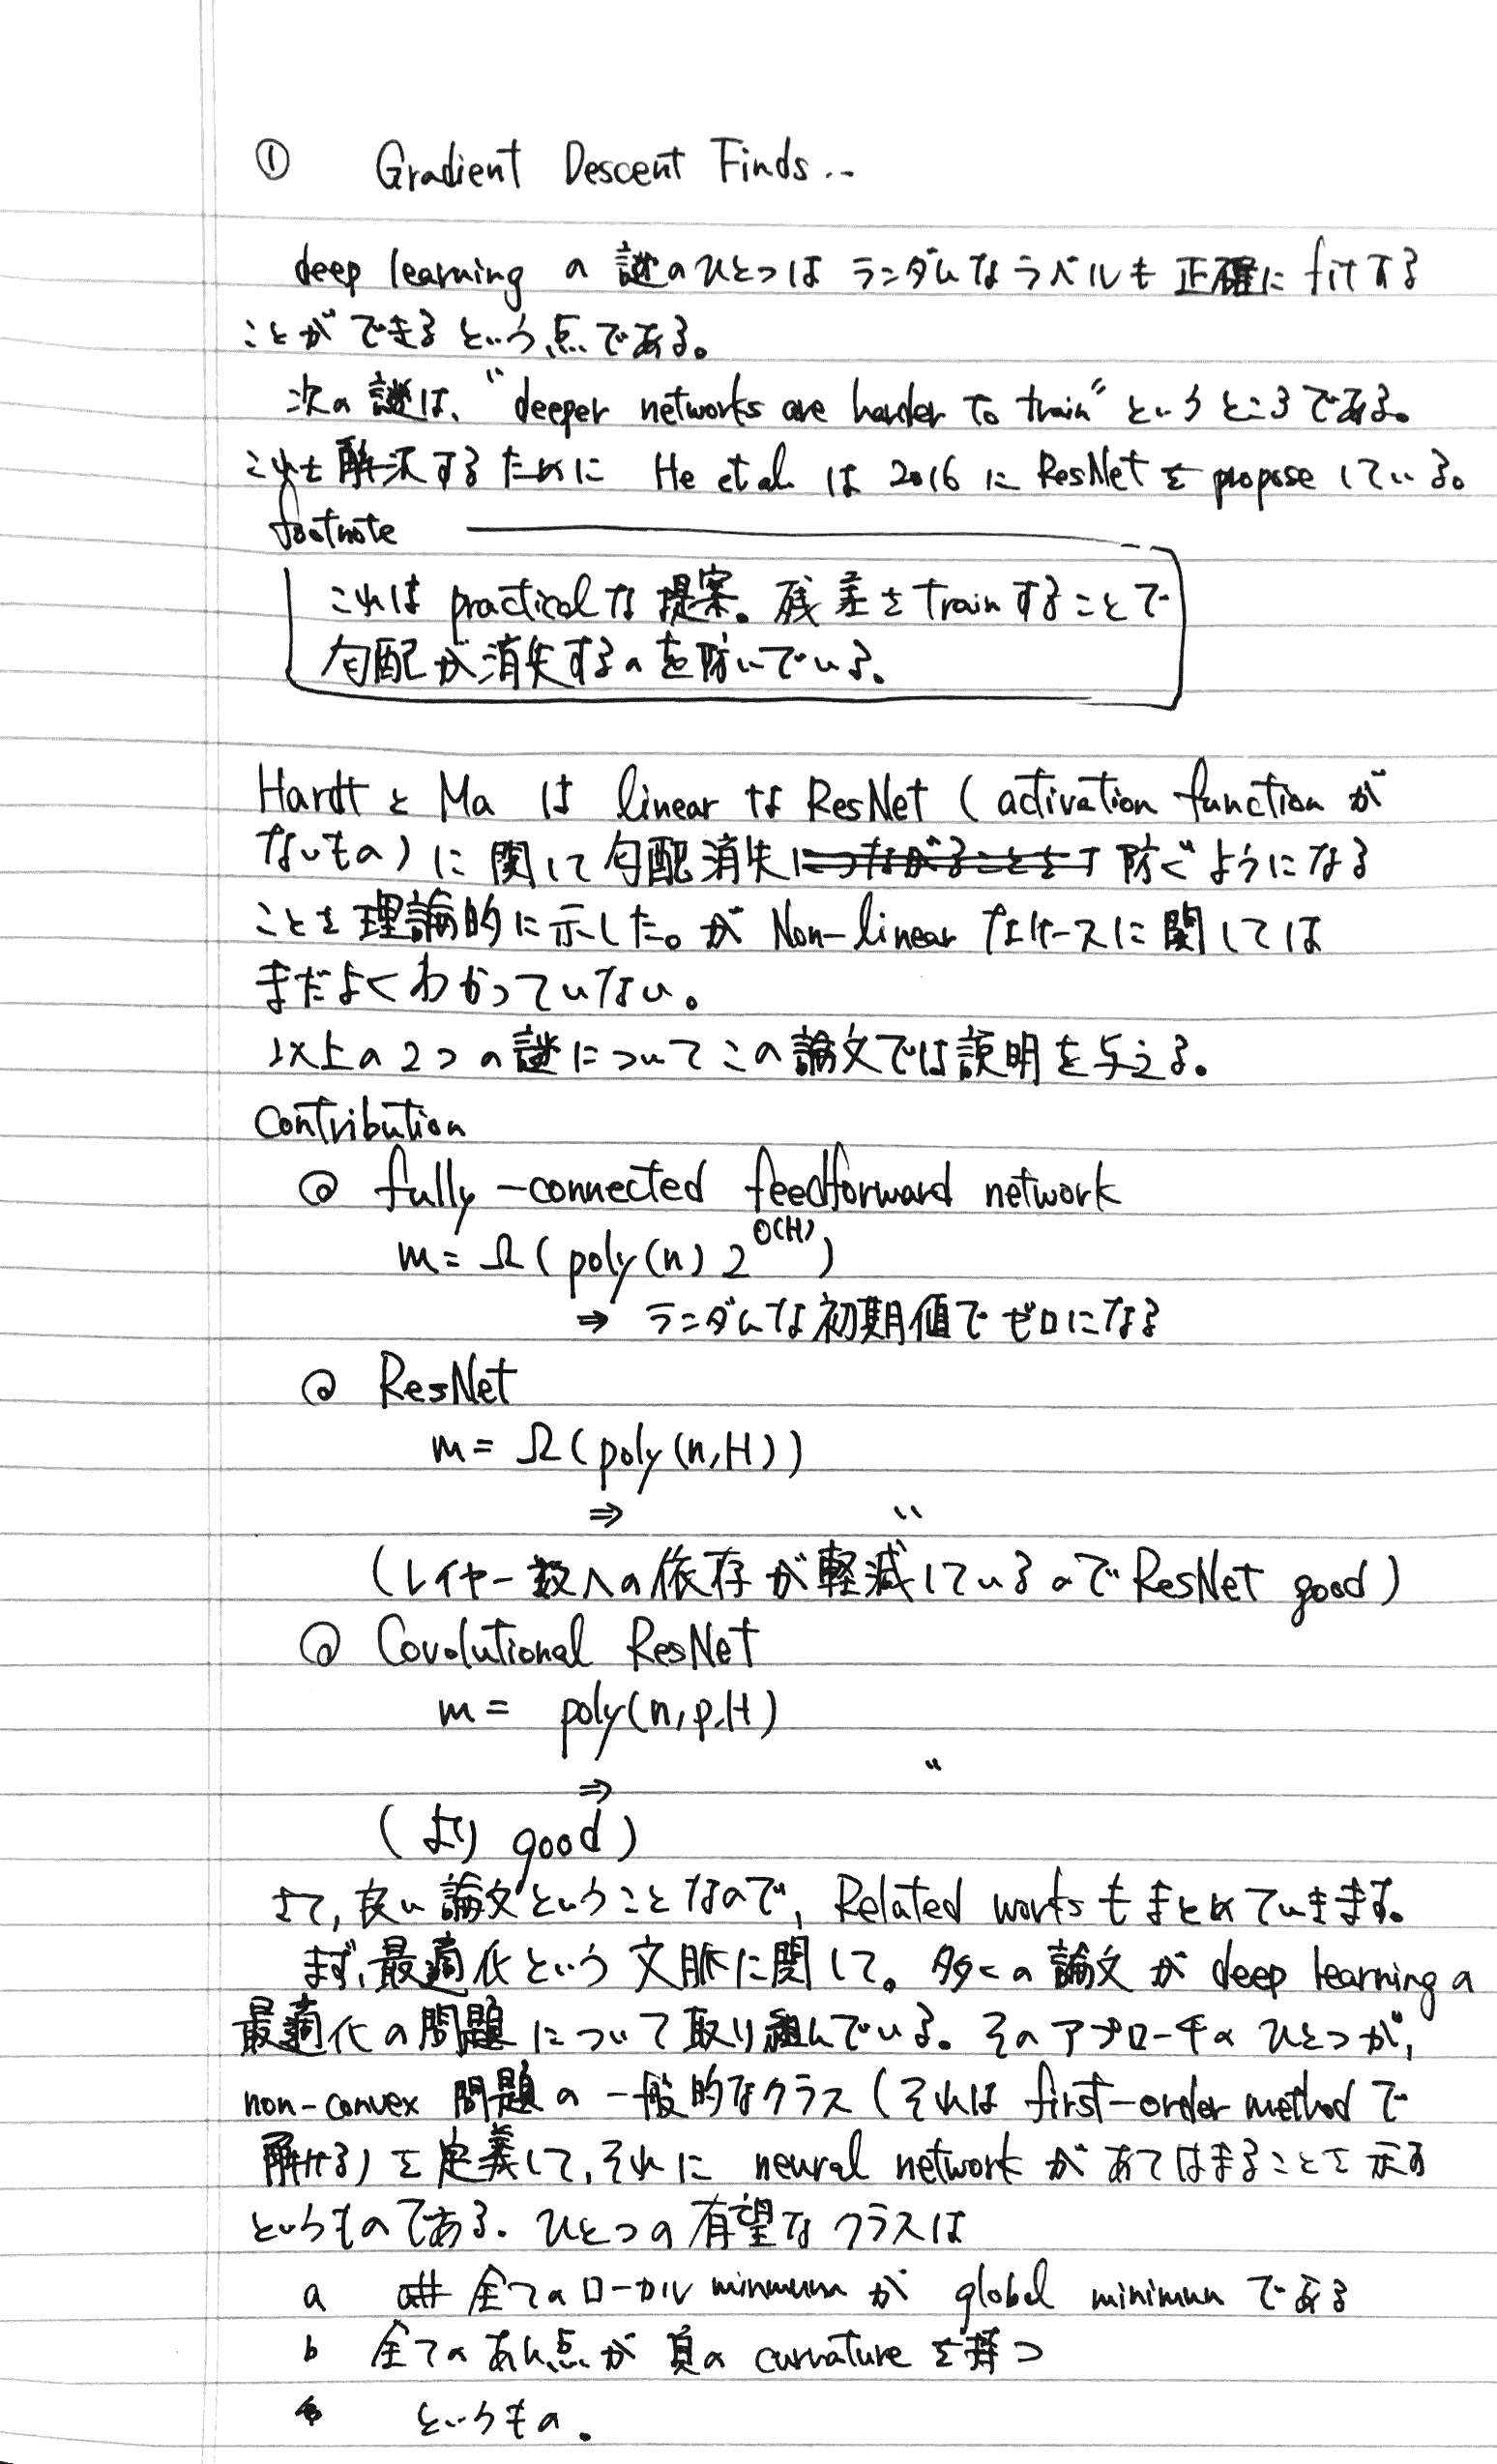 ① Gradient Descent Finds..
deep learning の 謎のひとつは ランダムなラベルも 正確に fitする
ことができるという点である。
次の謎は、"deeper networks are harder to train" というところである。
これを解決するために He et al. は 2016 に ResNet を propose している。
footnote
これは practical な 提案。残差を train することで
勾配が消失するのを防いでいる。
Hardt と Ma は linear な ResNet ( activation function が
ないもの) に関して勾配消失につながることを 防ぐようになる
ことを理論的に示した。が Non-linear なケースに関しては
まだよくわかっていない。
以上の2つの謎についてこの論文では説明を与える。
Contribution
@ fully-connected feedforward network
m = Ω ( poly (n) 2^{O(H)} )
⇒ ランダムな初期値でゼロになる
@ ResNet
m = Ω ( poly (n, H) )
⇒ 〃
(レイヤー数への依存が軽減しているので ResNet good)
@ Covolutional ResNet
m = poly (n, p, H)
⇒ 〃
(より good)
さて, 良い論文ということなので, Related works もまとめていきます。
まず、最適化という文脈に関して。多くの論文が deep learning の
最適化の問題について取り組んでいる。そのアプローチのひとつが,
non-convex 問題の一般的なクラス (それは first-order method で
解ける) を定義して, それに neural network があてはまることを示す
というものである. ひとつの有望なクラスは
a 全てのローカル minimum が global minimum である
b 全てのあん点が負の curvature を持つ
というもの.